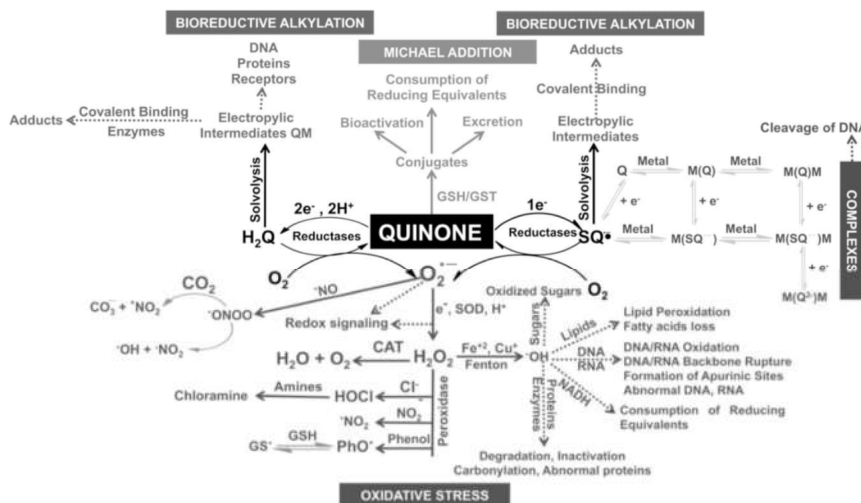 BIOREDUCTIVE ALKYLATION
BIOREDUCTIVE ALKYLATION
DNA
Proteins
Receptors
MICHAEL ADDITION
Adducts
Consumption of
Reducing Equivalents
Covalent Binding
Adducts
Covalent Binding
Enzymes
Electropylic
Intermediates QM
Bioactivation
Excretion
Electropylic
Intermediates
Cleavage of DNA
Conjugates
Solvolysis
GSH/GST
Solvolysis
Q
Metal
M(Q)
Metal
M(Q)M
COMPLEXES
+ e-
+ e-
+ e-
2e-, 2H+
1e-
H2Q
Reductases
QUINONE
Reductases
SQ•-
Metal
M(SQ•-)
Metal
M(SQ•-)M
+ e-
M(Q2-)M
O2
O2•—
O2
CO2
•NO
CO3•- + •NO2
-ONOO
•OH + •NO2
Redox signaling
e-, SOD, H+
Oxidized Sugars
Sugars
Lipids
Lipid Peroxidation
Fatty acids loss
H2O + O2
CAT
H2O2
Fe+2, Cu+
Fenton
•OH
DNA
RNA
DNA/RNA Oxidation
DNA/RNA Backbone Rupture
Formation of Apurinic Sites
Abnormal DNA, RNA
NADH
Consumption of Reducing
Equivalents
Chloramine
Amines
HOCl
Cl-
•NO2
NO2-
Peroxidase
GS•
GSH
PhO•
Phenol
Proteins
Enzymes
Degradation, Inactivation
Carbonylation, Abnormal proteins
OXIDATIVE STRESS